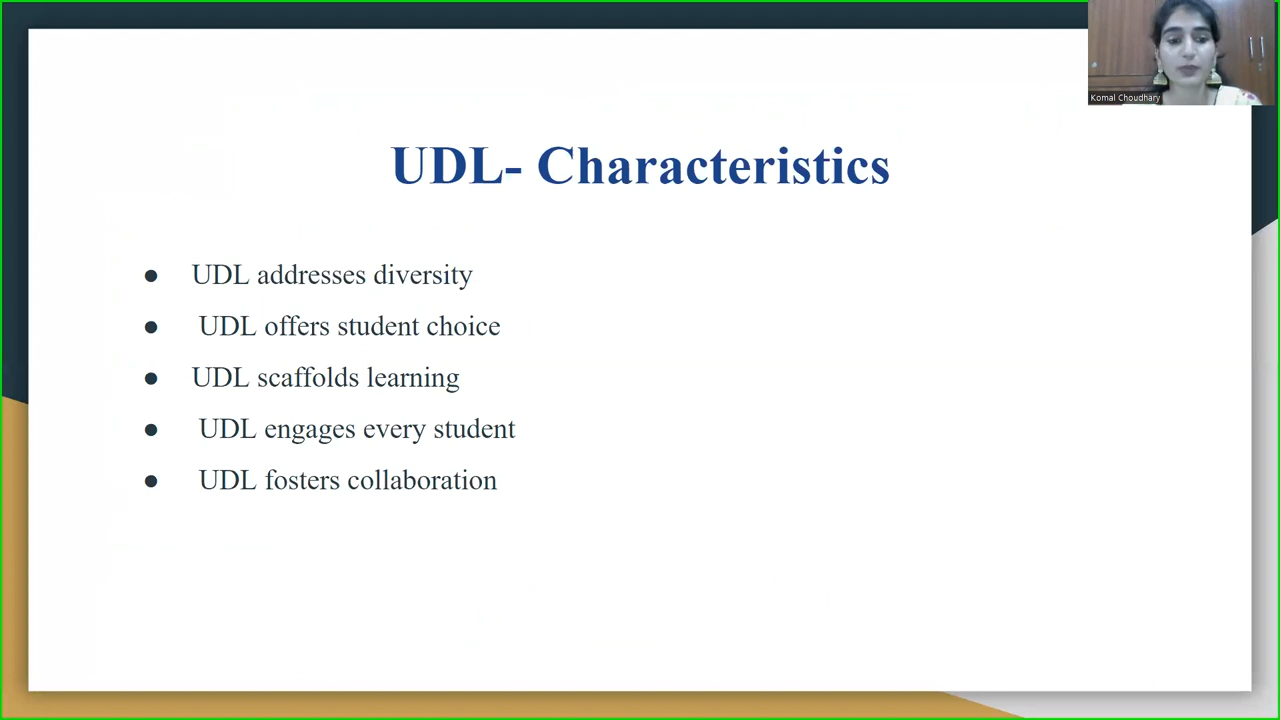 Komal Choudhary
UDL- Characteristics
● UDL addresses diversity
● UDL offers student choice
● UDL scaffolds learning
● UDL engages every student
● UDL fosters collaboration